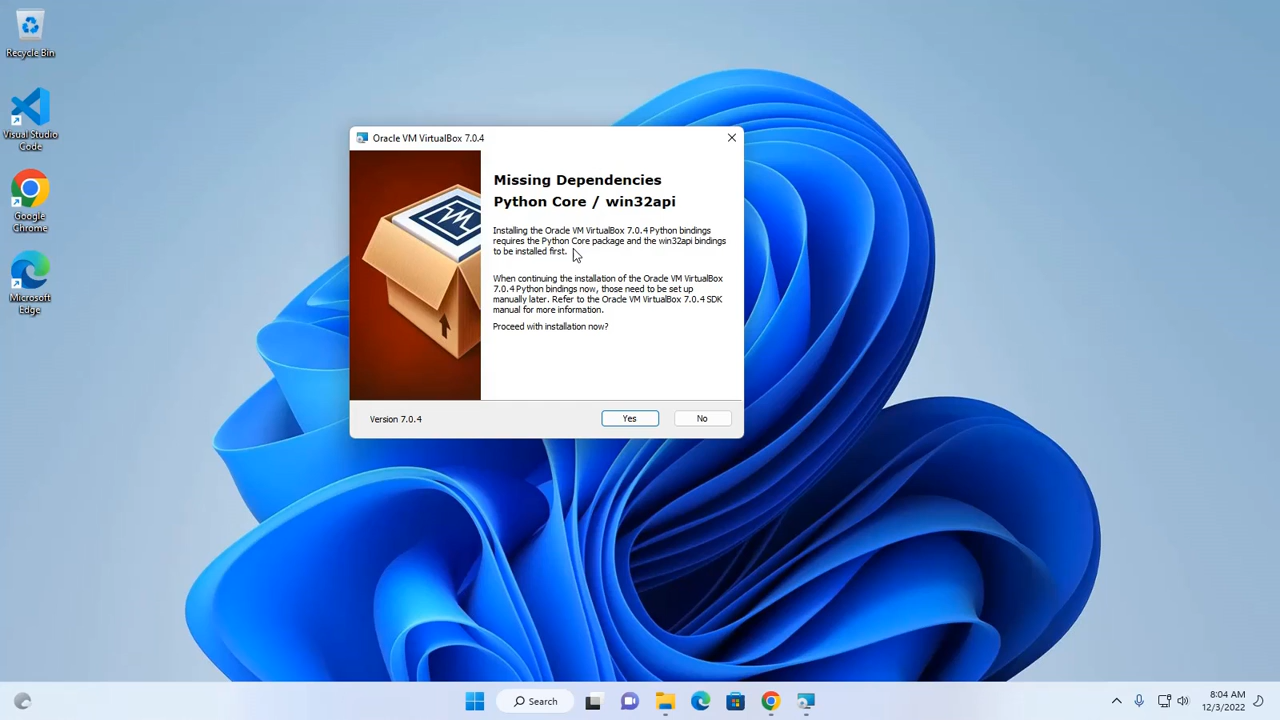 Recycle Bin
Visual Studio
Code
Google
Chrome
Microsoft
Edge
Oracle VM VirtualBox 7.0.4
Missing Dependencies
Python Core / win32api
Installing the Oracle VM VirtualBox 7.0.4 Python bindings
requires the Python Core package and the win32api bindings
to be installed first.
When continuing the installation of the Oracle VM VirtualBox
7.0.4 Python bindings now, those need to be set up
manually later. Refer to the Oracle VM VirtualBox 7.0.4 SDK
manual for more information.
Proceed with installation now?
Version 7.0.4
Yes
No
Search
8:04 AM
12/3/2022